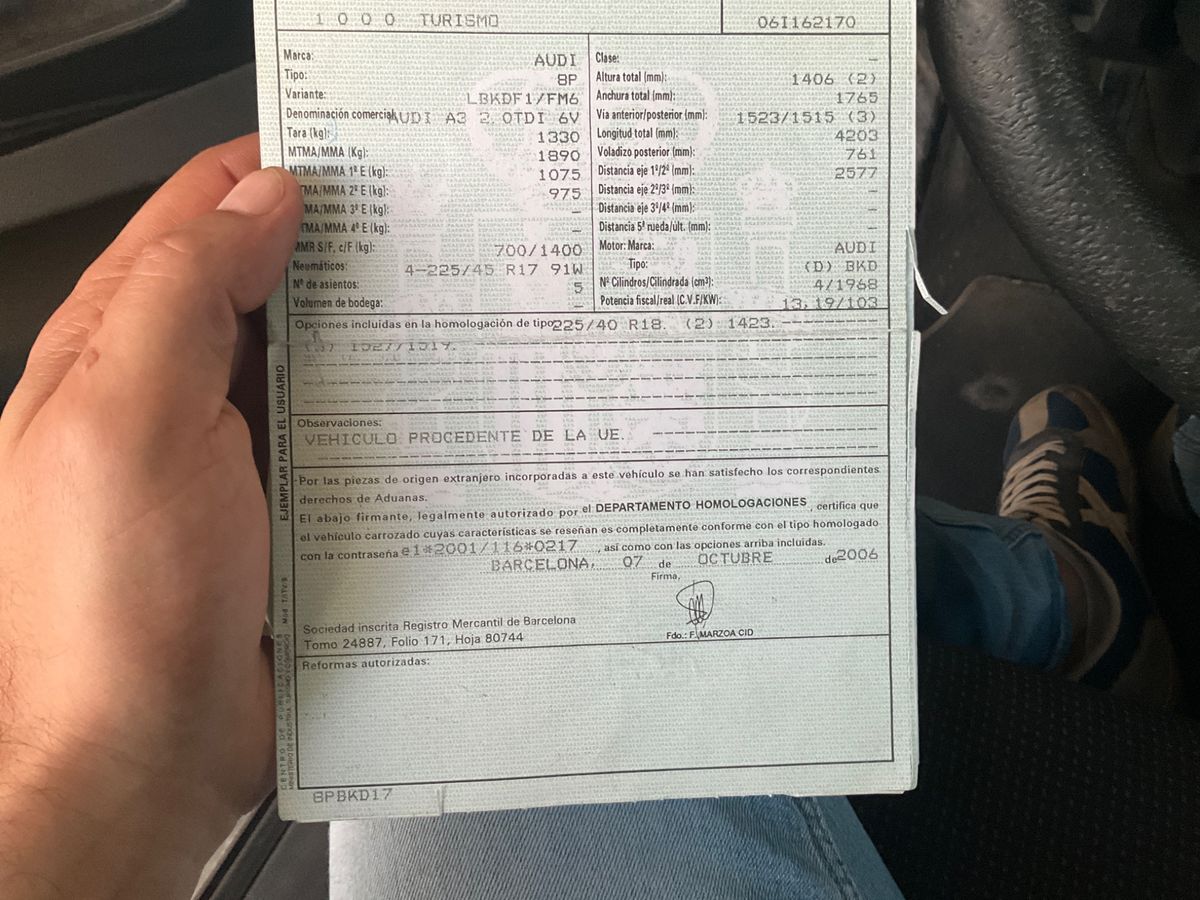 1 0 0 0 TURISMO
06I162170
Marca: AUDI
Tipo: 8P
Variante: LBKDF1/FM6
Denominación comercial: AUDI A3 2.0TDI 6V
Tara (kg): 1330
MTMA/MMA (Kg): 1890
MTMA/MMA 1º E (kg): 1075
TMA/MMA 2º E (kg): 975
TMA/MMA 3º E (kg): —
TMA/MMA 4º E (kg): —
MMR S/F. c/F (kg): 700/1400
Neumáticos: 4-225/45 R17 91W
Nº de asientos: 5
Volumen de bodega: —
Clase: —
Altura total (mm): 1406 (2)
Anchura total (mm): 1765
Vía anterior/posterior (mm): 1523/1515 (3)
Longitud total (mm): 4203
Voladizo posterior (mm): 761
Distancia eje 1º/2º (mm): 2577
Distancia eje 2º/3º (mm): —
Distancia eje 3º/4º (mm): —
Distancia 5ª rueda/últ. (mm): —
Motor: Marca: AUDI
Tipo: (D) BKD
Nº Cilindros/Cilindrada (cm³): 4/1968
Potencia fiscal/real (C.V.F/KW): 13,19/103
Opciones incluidas en la homologación de tipo 225/40 R18. (2) 1423.
(3) 1527/1519.
Observaciones:
VEHICULO PROCEDENTE DE LA UE.
Por las piezas de origen extranjero incorporadas a este vehículo se han satisfecho los correspondientes
derechos de Aduanas.
El abajo firmante, legalmente autorizado por el DEPARTAMENTO HOMOLOGACIONES, certifica que
el vehículo carrozado cuyas características se reseñan es completamente conforme con el tipo homologado
con la contraseña e1*2001/116*0217, así como con las opciones arriba incluidas.
BARCELONA, 07 de OCTUBRE de 2006
Firma,
Sociedad inscrita Registro Mercantil de Barcelona
Tomo 24887, Folio 171, Hoja 80744
Fdo.: F. MARZOA CID
Reformas autorizadas:
8PBKD17
EJEMPLAR PARA EL USUARIO
CENTRO DE PUBLICACIONES